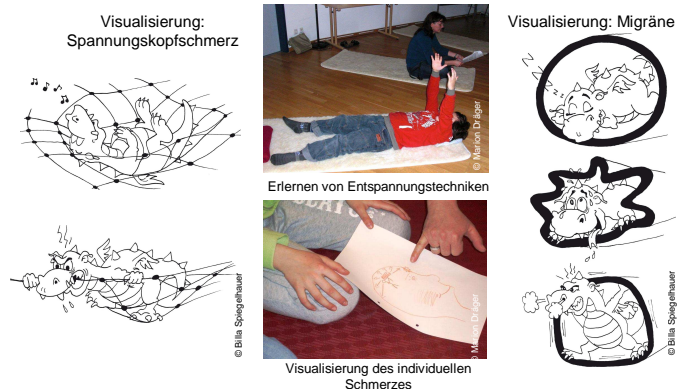 Visualisierung:
Spannungskopfschmerz
© Billa Spiegelhauer
© Marion Dräger
Erlernen von Entspannungstechniken
© Marion Dräger
Visualisierung des individuellen
Schmerzes
Visualisierung: Migräne
Z Z Z Z
© Billa Spiegelhauer